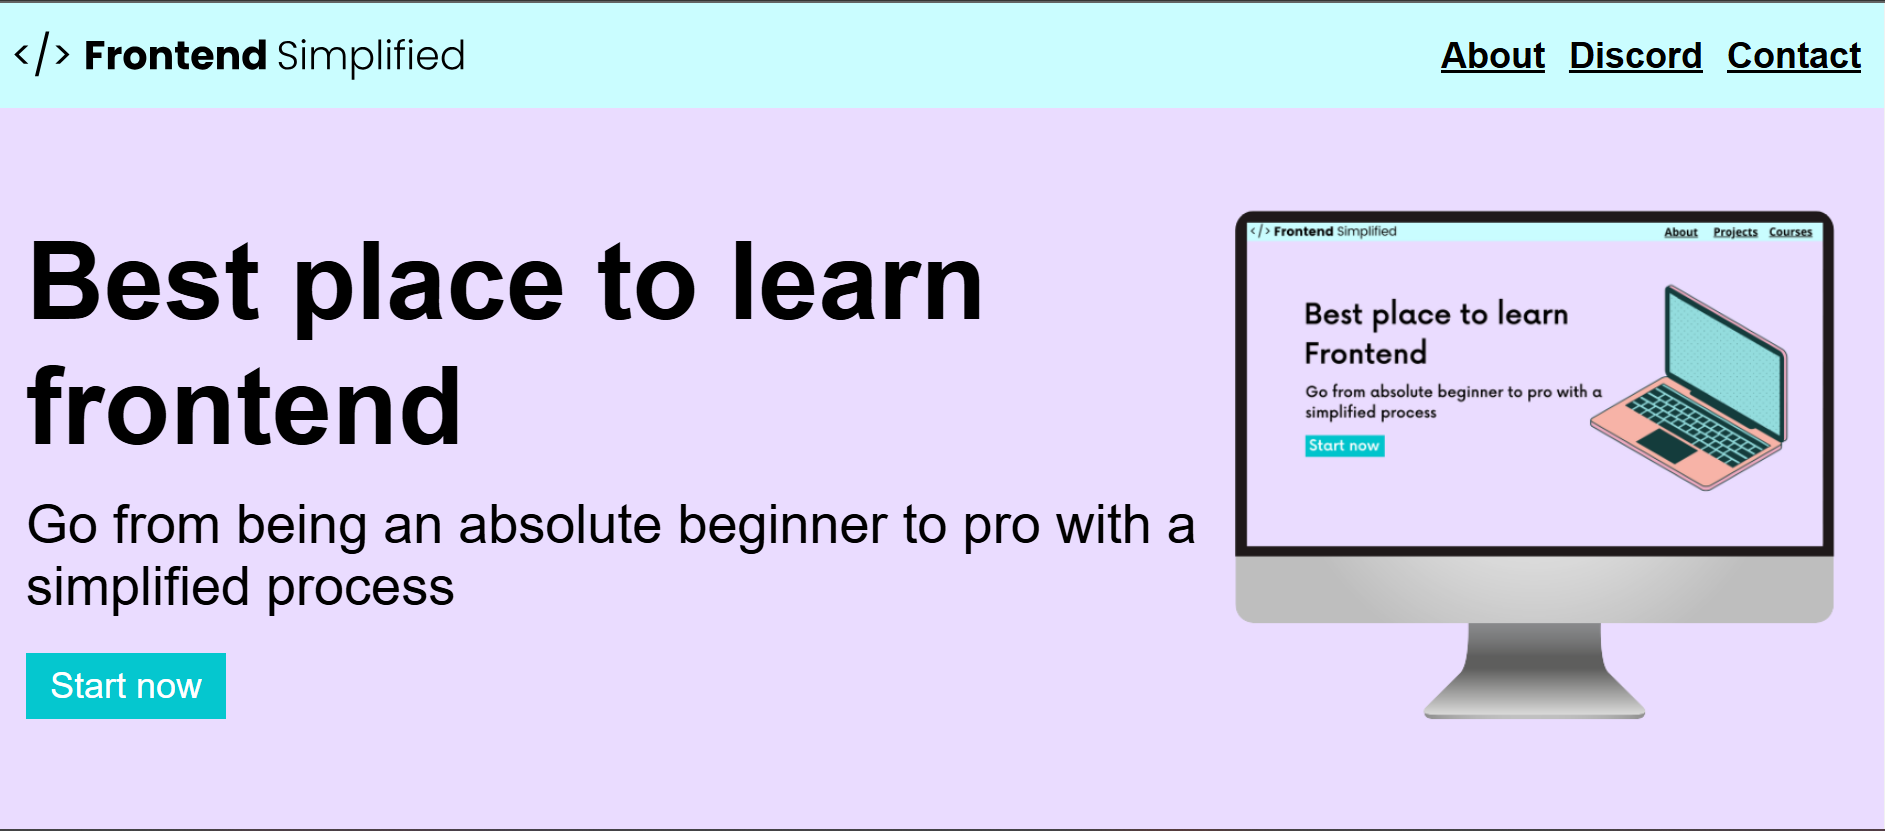 </> Frontend Simplified
About Discord Contact
Best place to learn
frontend
Go from being an absolute beginner to pro with a
simplified process
Start now
</> Frontend Simplified
About Projects Courses
Best place to learn
Frontend
Go from absolute beginner to pro with a
simplified process
Start now